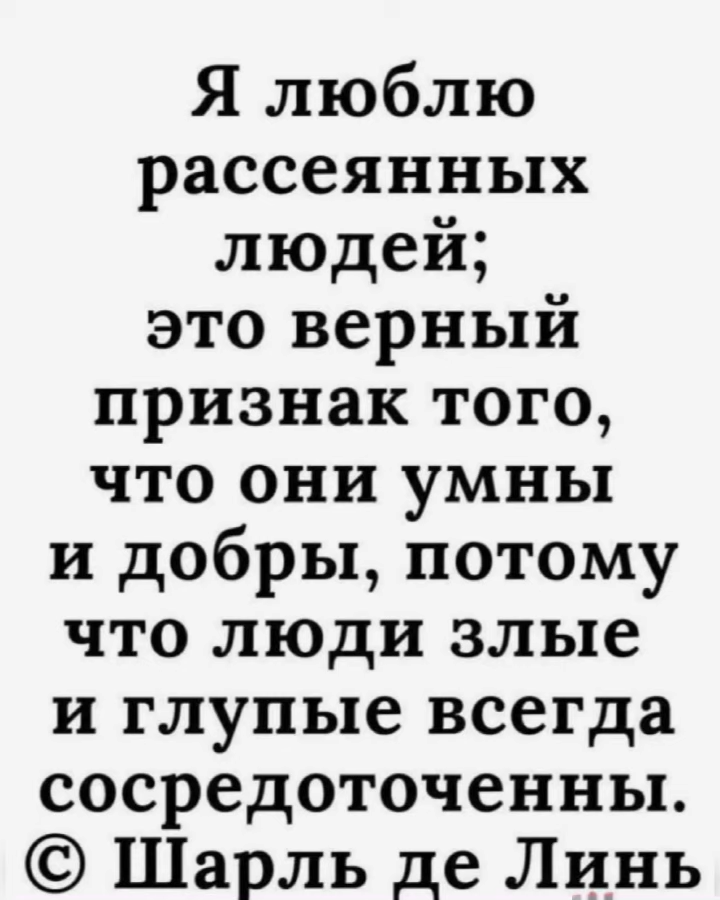 Я люблю
рассеянных
людей;
это верный
признак того,
что они умны
и добры, потому
что люди злые
и глупые всегда
сосредоточенны.
© Шарль де Линь